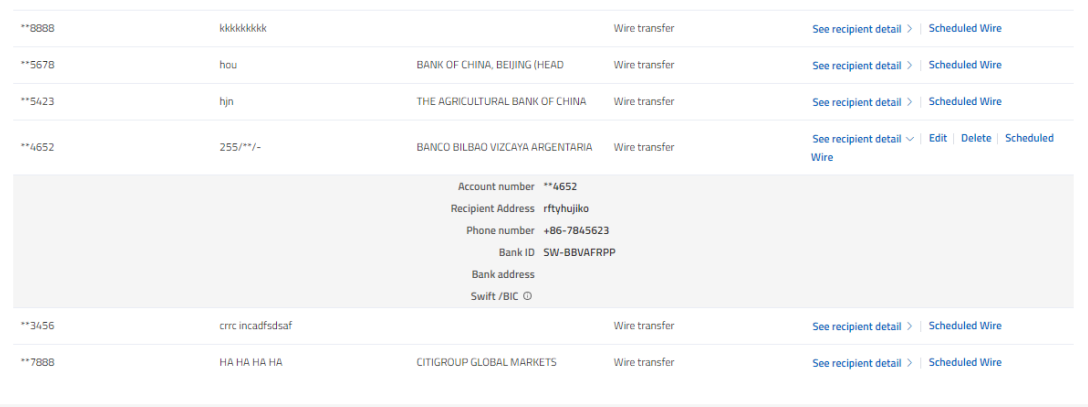 **8888 kkkkkkkkk Wire transfer See recipient detail Scheduled Wire
**5678 hou BANK OF CHINA, BEIJING (HEAD Wire transfer See recipient detail Scheduled Wire
**5423 hjn THE AGRICULTURAL BANK OF CHINA Wire transfer See recipient detail Scheduled Wire
**4652 255/**/- BANCO BILBAO VIZCAYA ARGENTARIA Wire transfer See recipient detail Edit Delete Scheduled
Wire
Account number **4652
Recipient Address rftyhujiko
Phone number +86-7845623
Bank ID SW-BBVAFRPP
Bank address
Swift /BIC
**3456 crrc incadfsdsaf Wire transfer See recipient detail Scheduled Wire
**7888 HA HA HA HA CITIGROUP GLOBAL MARKETS Wire transfer See recipient detail Scheduled Wire